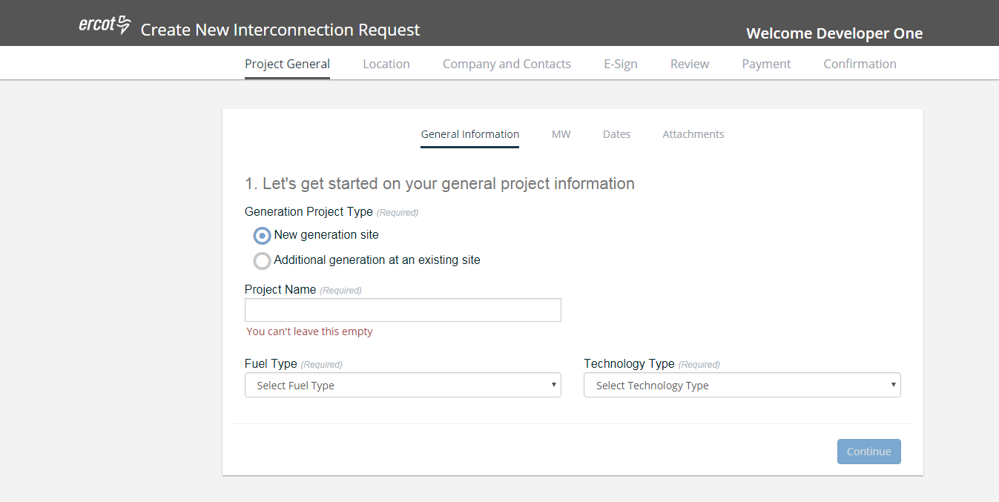 ercot Create New Interconnection Request
Welcome Developer One
Project General Location Company and Contacts E-Sign Review Payment Confirmation
General Information MW Dates Attachments
1. Let's get started on your general project information
Generation Project Type (Required)
New generation site
Additional generation at an existing site
Project Name (Required)
You can't leave this empty
Fuel Type (Required) Technology Type (Required)
Select Fuel Type Select Technology Type
Continue